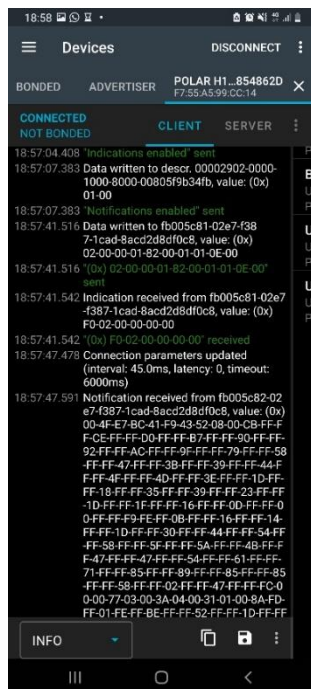 18:58
Devices
DISCONNECT
BONDED
ADVERTISER
POLAR H1...854862D
F7:55:A5:99:CC:14
CONNECTED
NOT BONDED
CLIENT
SERVER
18:57:04.408 "Indications enabled" sent
18:57:07.383 Data written to descr. 00002902-0000-
1000-8000-00805f9b34fb, value: (0x)
01-00
18:57:07.383 "Notifications enabled" sent
18:57:41.516 Data written to fb005c81-02e7-f38
7-1cad-8acd2d8df0c8, value: (0x)
02-00-00-01-82-00-01-01-0E-00
18:57:41.516 "(0x) 02-00-00-01-82-00-01-01-0E-00"
sent
18:57:41.542 Indication received from fb005c81-02e7
-f387-1cad-8acd2d8df0c8, value: (0x)
F0-02-00-00-00-00
18:57:41.542 "(0x) F0-02-00-00-00-00" received
18:57:47.478 Connection parameters updated
(interval: 45.0ms, latency: 0, timeout:
6000ms)
18:57:47.591 Notification received from fb005c82-02
e7-f387-1cad-8acd2d8df0c8, value: (0x)
00-4F-E7-BC-41-F9-43-52-08-00-CB-FF-F
F-CE-FF-FF-D0-FF-FF-B7-FF-FF-90-FF-FF-
92-FF-FF-AC-FF-FF-9F-FF-FF-79-FF-FF-58
-FF-FF-47-FF-FF-3B-FF-FF-39-FF-FF-44-F
F-FF-4F-FF-FF-4D-FF-FF-3E-FF-FF-1D-FF-
FF-18-FF-FF-35-FF-FF-39-FF-FF-23-FF-FF
-1D-FF-FF-1F-FF-FF-16-FF-FF-0D-FF-FF-0
0-FF-FF-F9-FE-FF-0B-FF-FF-16-FF-FF-14-
FF-FF-1D-FF-FF-30-FF-FF-44-FF-FF-54-FF
-FF-58-FF-FF-5F-FF-FF-5A-FF-FF-4B-FF-F
F-47-FF-FF-47-FF-FF-54-FF-FF-61-FF-FF-
71-FF-FF-85-FF-FF-89-FF-FF-85-FF-FF-85
-FF-FF-58-FF-FF-02-FF-FF-47-FF-FF-FC-0
0-00-77-03-00-3A-04-00-31-01-00-8A-FD-
FF-01-FE-FF-BE-FF-FF-52-FF-FF-1D-FF-FF
INFO